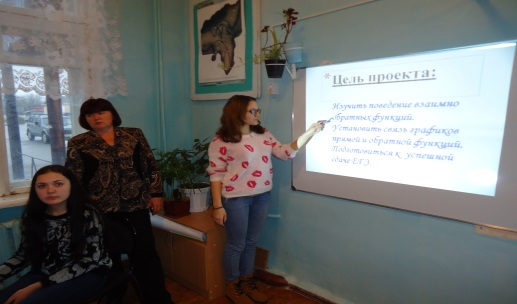 * Цель проекта:
Изучить поведение взаимно
обратных функций.
Установить связь графиков
прямой и обратной функций.
Подготовиться к успешной
сдаче ЕГЭ.